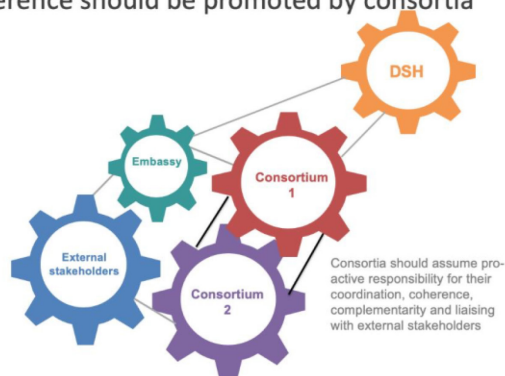 erence should be promoted by consortia
DSH
Embassy
Consortium
1
External
stakeholders
Consortium
2
Consortia should assume pro-
active responsibility for their
coordination, coherence,
complementarity and liaising
with external stakeholders